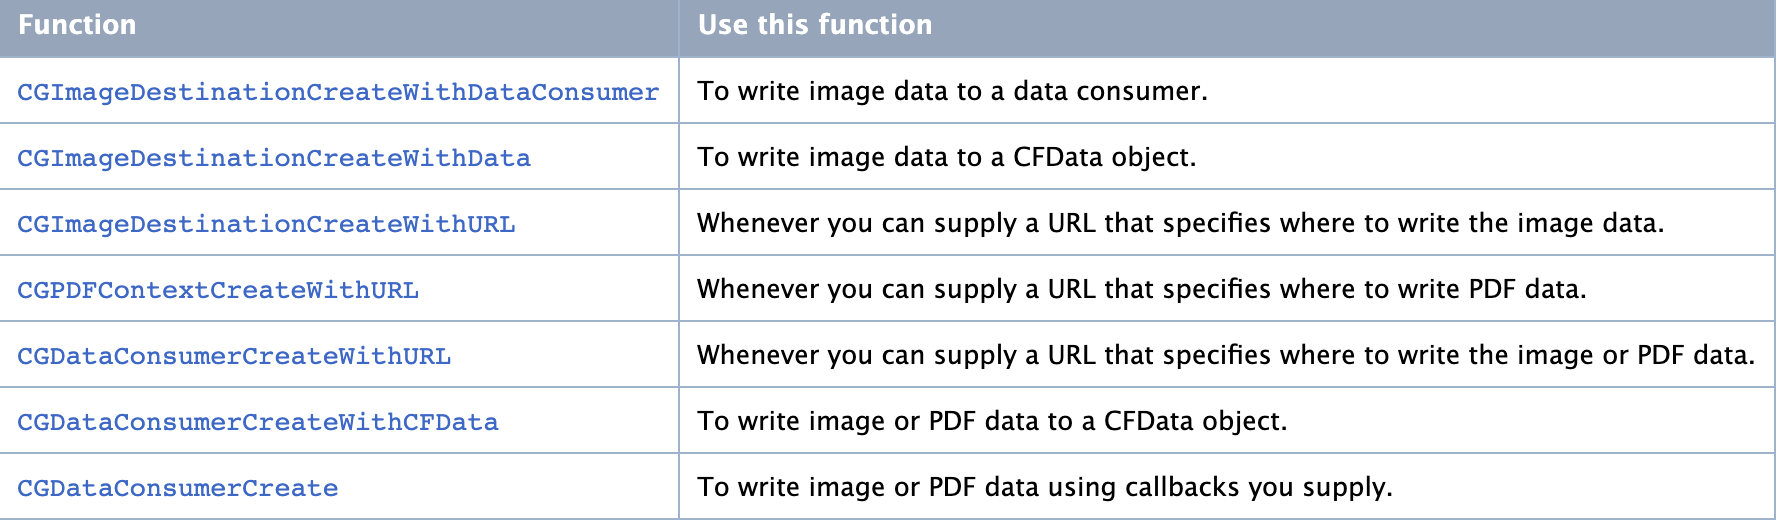 Function Use this function
CGImageDestinationCreateWithDataConsumer To write image data to a data consumer.
CGImageDestinationCreateWithData To write image data to a CFData object.
CGImageDestinationCreateWithURL Whenever you can supply a URL that specifies where to write the image data.
CGPDFContextCreateWithURL Whenever you can supply a URL that specifies where to write PDF data.
CGDataConsumerCreateWithURL Whenever you can supply a URL that specifies where to write the image or PDF data.
CGDataConsumerCreateWithCFData To write image or PDF data to a CFData object.
CGDataConsumerCreate To write image or PDF data using callbacks you supply.